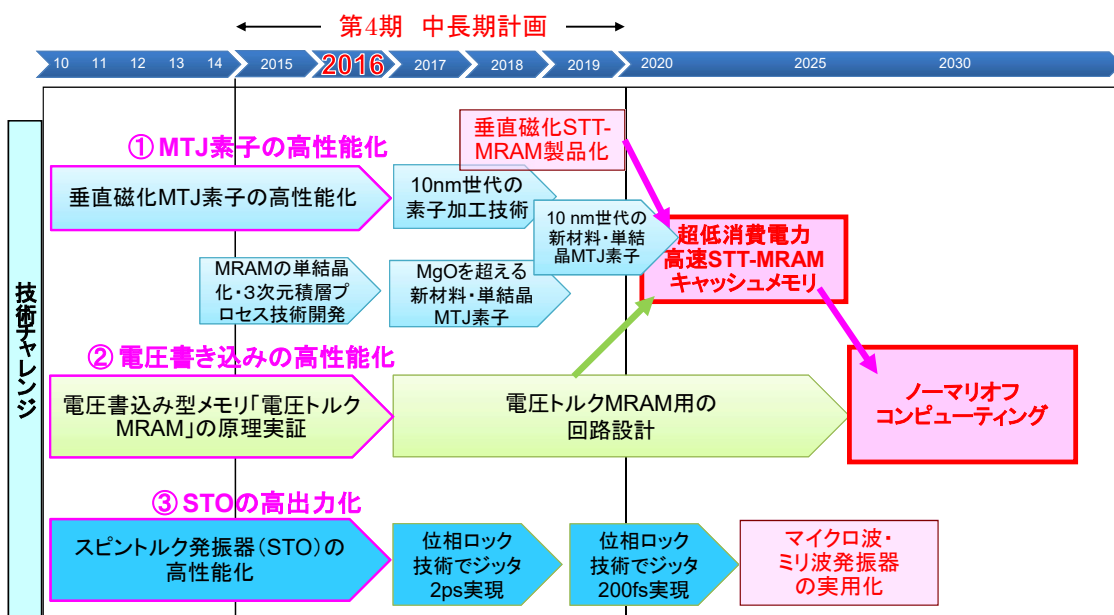 第4期 中長期計画
10 11 12 13 14 2015 2016 2017 2018 2019 2020 2025 2030
技術チャレンジ
① MTJ素子の高性能化
垂直磁化STT-
MRAM製品化
垂直磁化MTJ素子の高性能化
10nm世代の
素子加工技術
10 nm世代の
新材料・単結
晶MTJ素子
超低消費電力
高速STT-MRAM
キャッシュメモリ
MRAMの単結晶
化・3次元積層プ
ロセス技術開発
MgOを超える
新材料・単結晶
MTJ素子
② 電圧書き込みの高性能化
電圧書込み型メモリ「電圧トルク
MRAM」の原理実証
電圧トルクMRAM用の
回路設計
ノーマリオフ
コンピューティング
③ STOの高出力化
スピントルク発振器(STO)の
高性能化
位相ロック
技術でジッタ
2ps実現
位相ロック
技術でジッタ
200fs実現
マイクロ波・
ミリ波発振器
の実用化